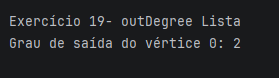 Exercício 19- outDegree Lista
Grau de saída do vértice 0: 2